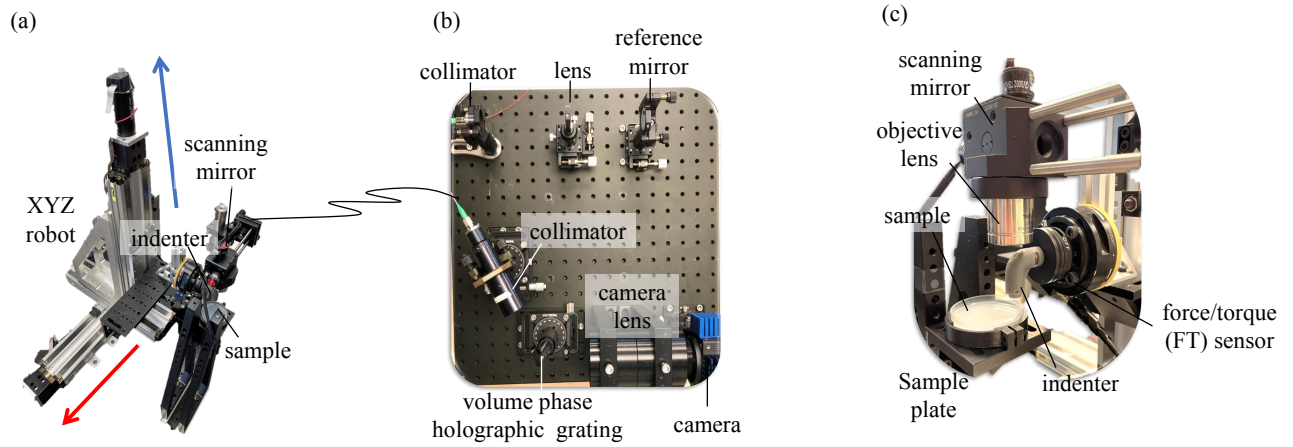 (a)
scanning
mirror
XYZ
robot
indenter
sample
(b)
collimator
lens
reference
mirror
collimator
camera
lens
volume phase
holographic grating
camera
(c)
scanning
mirror
objective
lens
sample
force/torque
(FT) sensor
indenter
Sample
plate